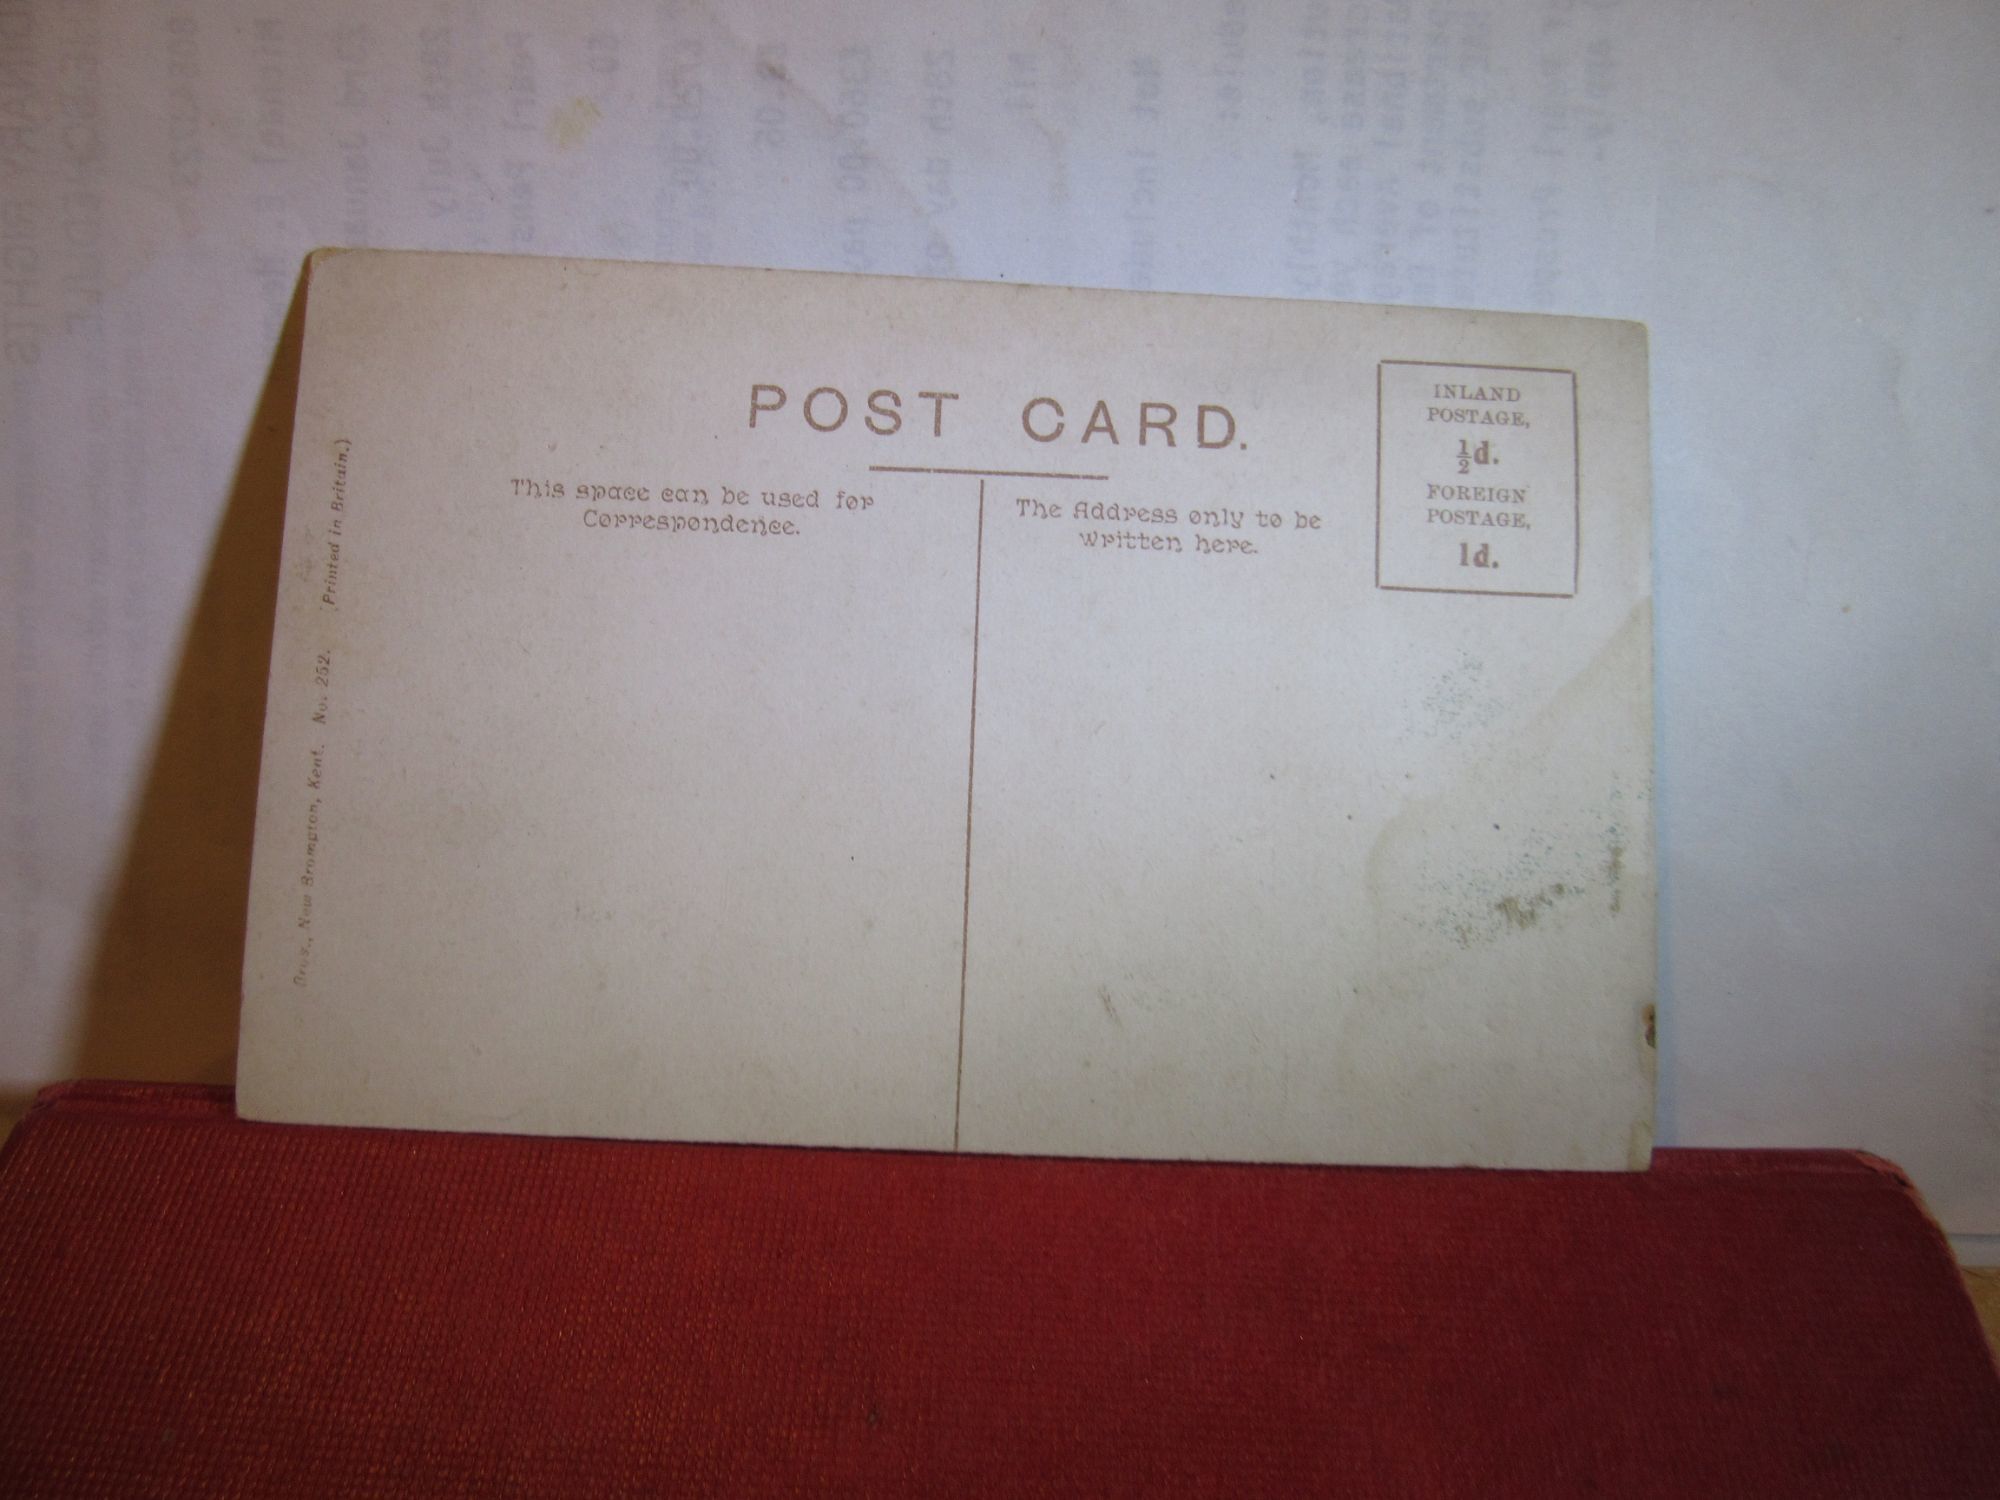 POST CARD.
This space can be used for
Correspondence.
The Address only to be
written here.
INLAND
POSTAGE,
½d.
FOREIGN
POSTAGE,
1d.
Bros., New Brompton, Kent. No. 252. (Printed in Britain.)